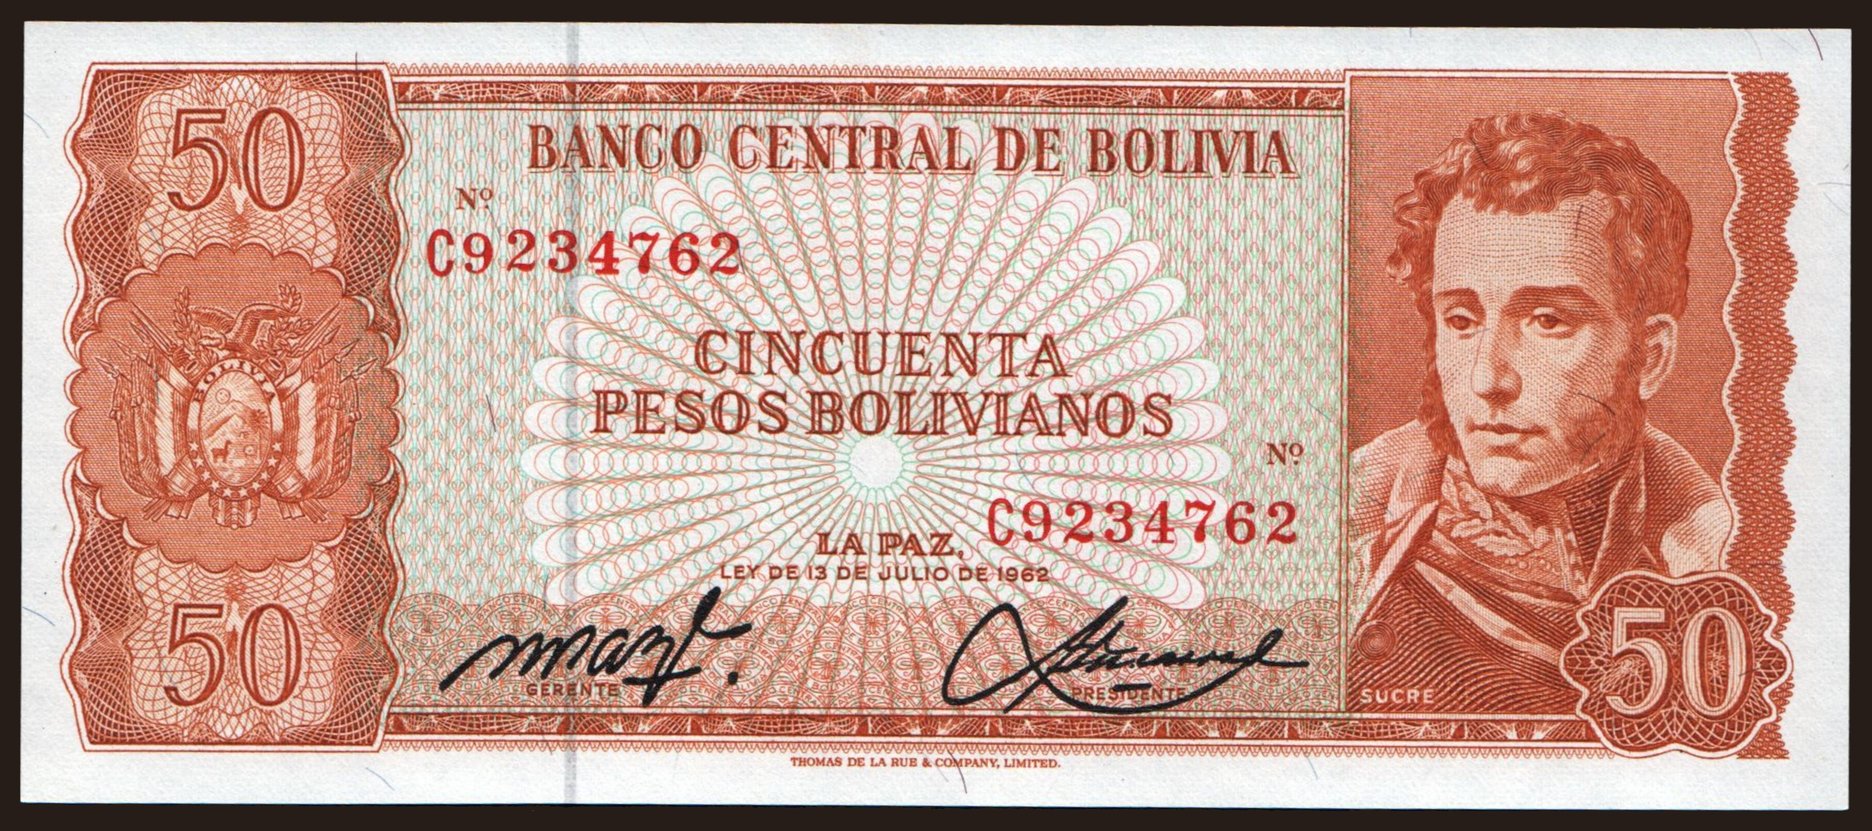 50
50
BANCO CENTRAL DE BOLIVIA
Nº
C9234762
BOLIVIA
CINCUENTA
PESOS BOLIVIANOS
Nº
C9234762
LA PAZ,
LEY DE 13 DE JULIO DE 1962
GERENTE
PRESIDENTE
SUCRE
50
THOMAS DE LA RUE & COMPANY, LIMITED.